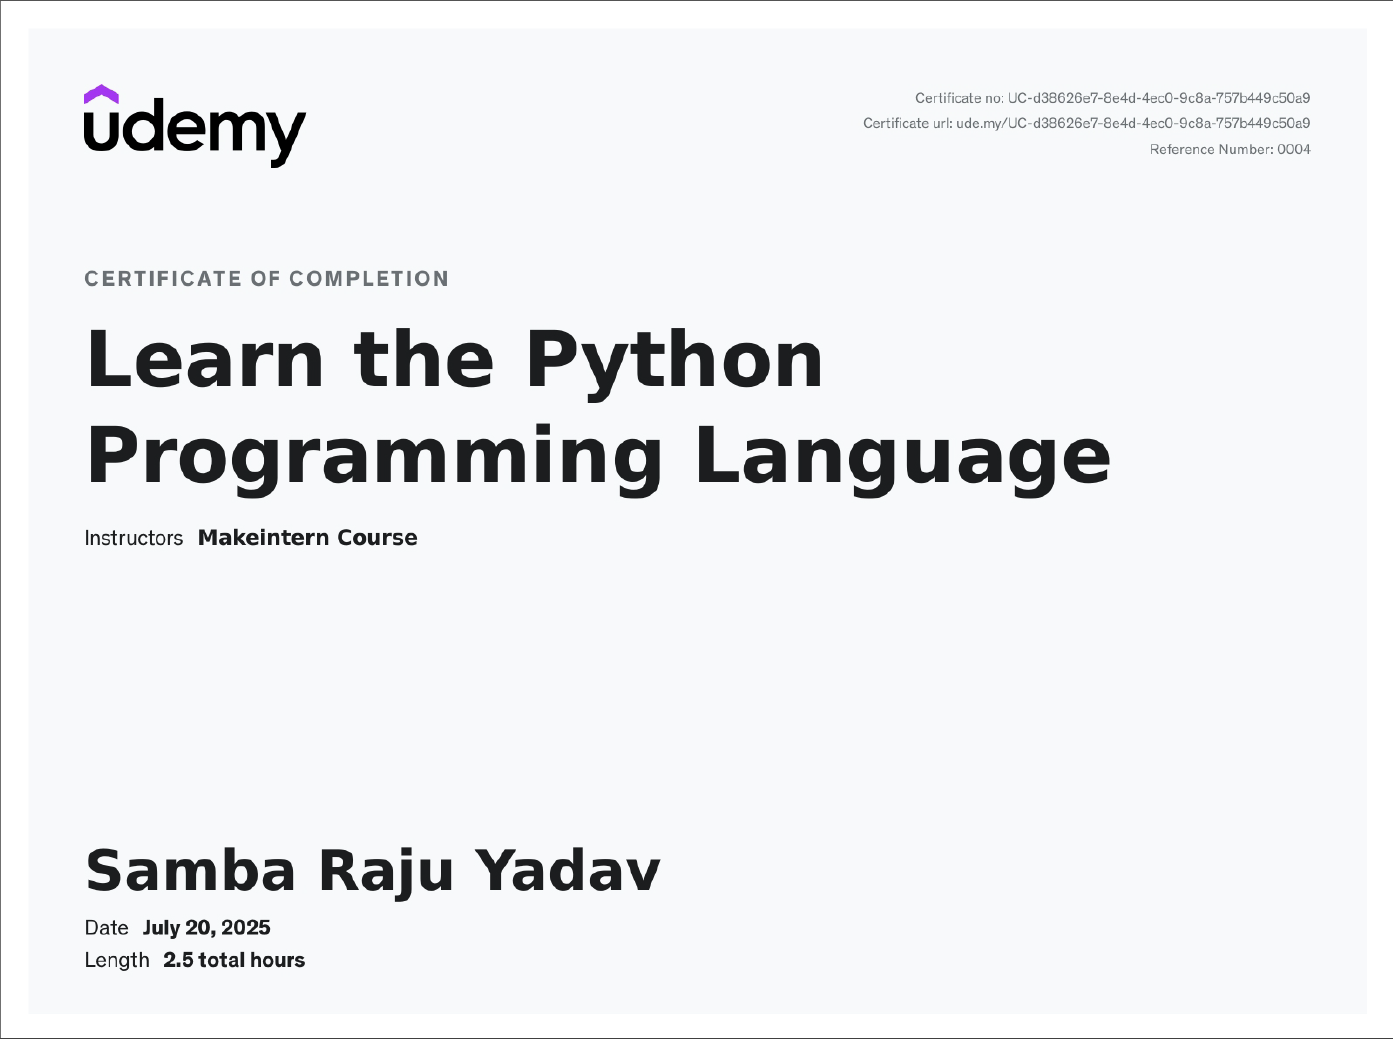 udemy
Certificate no: UC-d38626e7-8e4d-4ec0-9c8a-757b449c50a9
Certificate url: ude.my/UC-d38626e7-8e4d-4ec0-9c8a-757b449c50a9
Reference Number: 0004
CERTIFICATE OF COMPLETION
Learn the Python
Programming Language
Instructors Makeintern Course
Samba Raju Yadav
Date July 20, 2025
Length 2.5 total hours